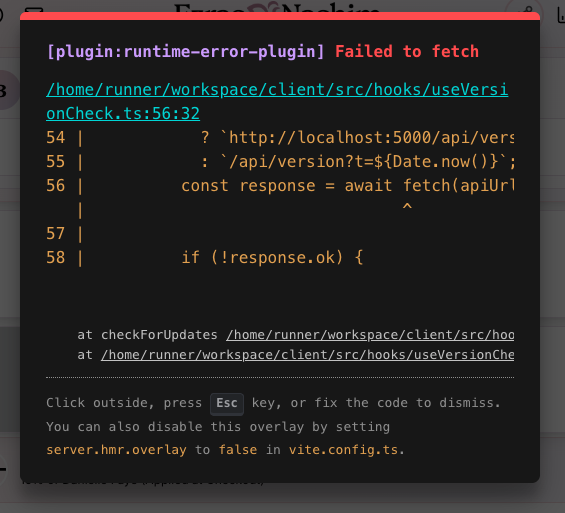 [plugin:runtime-error-plugin] Failed to fetch
/home/runner/workspace/client/src/hooks/useVersi
onCheck.ts:56:32
54 |            ? `http://localhost:5000/api/vers
55 |            : `/api/version?t=${Date.now()}`;
56 |          const response = await fetch(apiUrl
   |                                 ^
57 |
58 |          if (!response.ok) {
at checkForUpdates /home/runner/workspace/client/src/hoo
at /home/runner/workspace/client/src/hooks/useVersionChe
Click outside, press Esc key, or fix the code to dismiss.
You can also disable this overlay by setting
server.hmr.overlay to false in vite.config.ts.